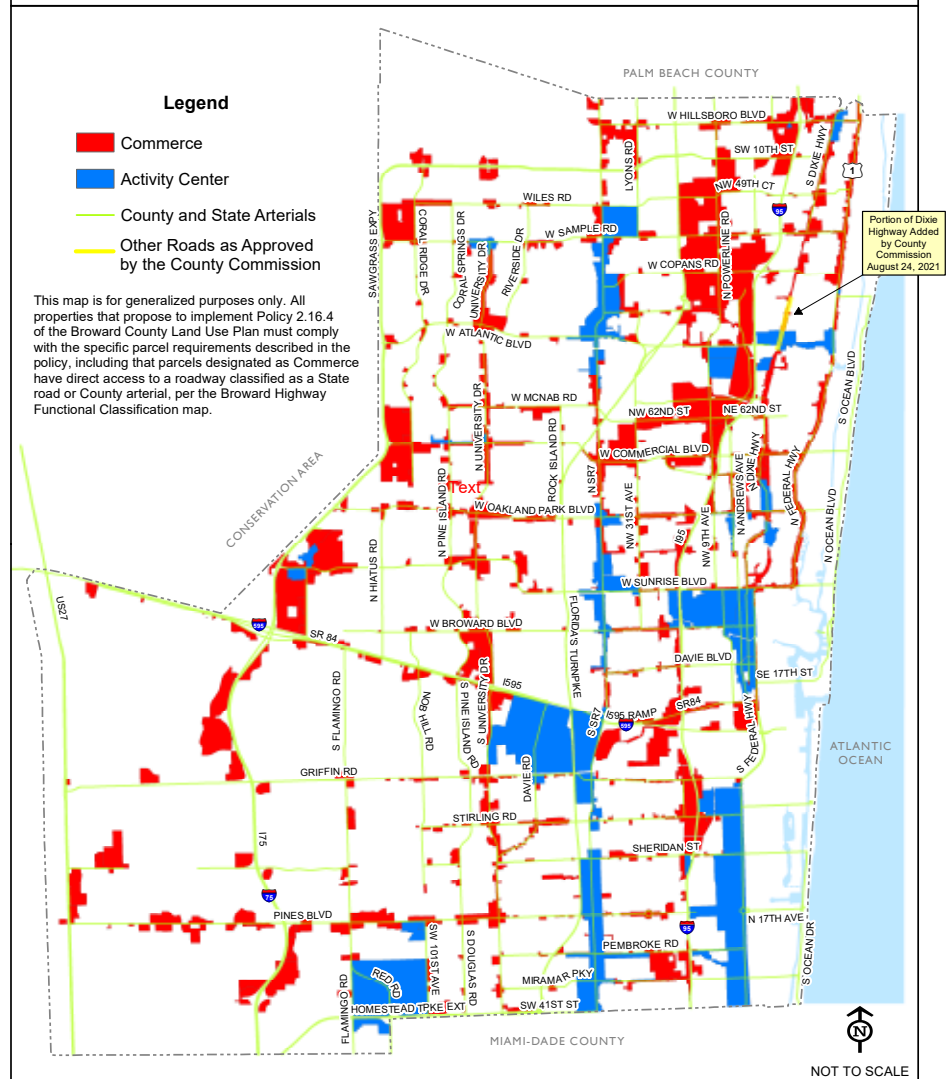 PALM BEACH COUNTY
Legend
Commerce
Activity Center
County and State Arterials
Other Roads as Approved
by the County Commission
This map is for generalized purposes only. All
properties that propose to implement Policy 2.16.4
of the Broward County Land Use Plan must comply
with the specific parcel requirements described in the
policy, including that parcels designated as Commerce
have direct access to a roadway classified as a State
road or County arterial, per the Broward Highway
Functional Classification map.
W HILLSBORO BLVD
LYONS RD
SW 10TH ST
S DIXIE HWY
1
NW 49TH CT
95
WILES RD
SAWGRASS EXPY
CORAL RIDGE DR
CORAL SPRINGS DR
UNIVERSITY DR
RIVERSIDE DR
W SAMPLE RD
N POWERLINE RD
W COPANS RD
Portion of Dixie
Highway Added
by County
Commission
August 24, 2021
W ATLANTIC BLVD
S OCEAN BLVD
N UNIVERSITY DR
W MCNAB RD
NW 62ND ST
NE 62ND ST
ROCK ISLAND RD
N SR7
W COMMERCIAL BLVD
N DIXIE HWY
N ANDREWS AVE
N FEDERAL HWY
CONSERVATION AREA
N PINE ISLAND RD
Text
W OAKLAND PARK BLVD
NW 31ST AVE
I95
NW 9TH AVE
N OCEAN BLVD
N HIATUS RD
W SUNRISE BLVD
US27
595
SR 84
W BROWARD BLVD
FLORIDA'S TURNPIKE
DAVIE BLVD
SE 17TH ST
S FLAMINGO RD
NOB HILL RD
S PINE ISLAND RD
S UNIVERSITY DR
I595
S SR7
I595 RAMP
SR84
595
S FEDERAL HWY
DAVIE RD
ATLANTIC
OCEAN
GRIFFIN RD
STIRLING RD
I75
SHERIDAN ST
75
PINES BLVD
N 17TH AVE
95
SW 101ST AVE
S DOUGLAS RD
PEMBROKE RD
S OCEAN DR
FLAMINGO RD
RED RD
MIRAMAR PKY
HOMESTEAD TPKE EXT
SW 41ST ST
N
MIAMI-DADE COUNTY
NOT TO SCALE